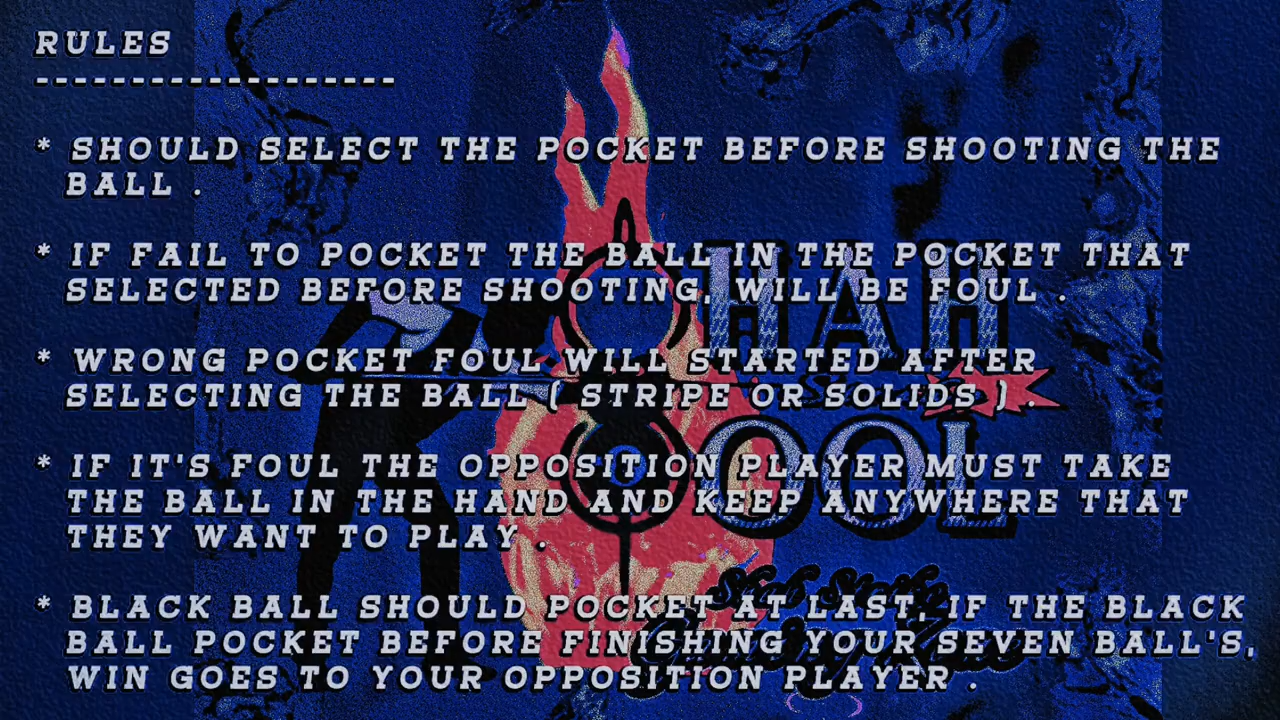 RULES
-------------------
* SHOULD SELECT THE POCKET BEFORE SHOOTING THE
BALL .
* IF FAIL TO POCKET THE BALL IN THE POCKET THAT
SELECTED BEFORE SHOOTING, WILL BE FOUL .
* WRONG POCKET FOUL WILL STARTED AFTER
SELECTING THE BALL ( STRIPE OR SOLIDS ) .
* IF IT'S FOUL THE OPPOSITION PLAYER MUST TAKE
THE BALL IN THE HAND AND KEEP ANYWHERE THAT
THEY WANT TO PLAY .
* BLACK BALL SHOULD POCKET AT LAST, IF THE BLACK
BALL POCKET BEFORE FINISHING YOUR SEVEN BALL'S,
WIN GOES TO YOUR OPPOSITION PLAYER .
HAH
OOL